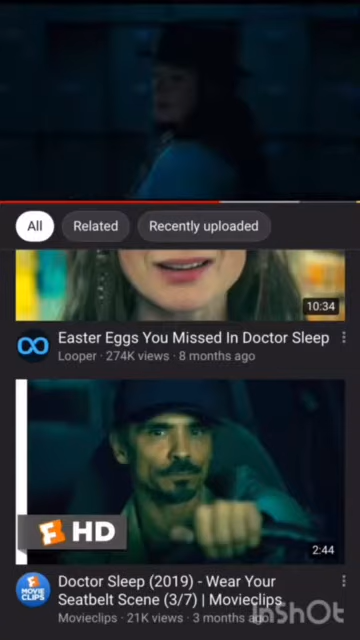 All
Related
Recently uploaded
10:34
Easter Eggs You Missed In Doctor Sleep
Looper · 274K views · 8 months ago
HD
2:44
MOVIE
CLIPS
Doctor Sleep (2019) - Wear Your
Seatbelt Scene (3/7) | Movieclips
Movieclips · 21K views · 3 months ago
InShOt